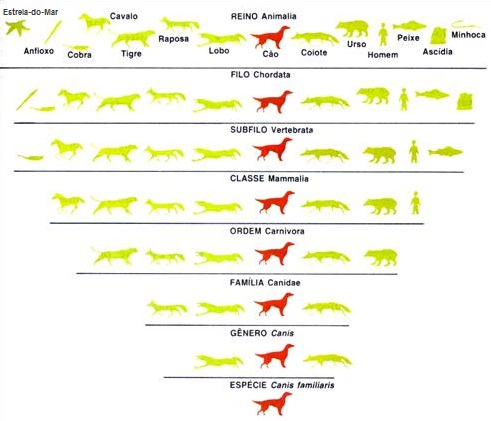 Estrela-do-Mar
Cavalo
REINO Animalia
Anfioxo
Cobra
Tigre
Raposa
Lobo
Cão
Coiote
Urso
Homem
Peixe
Ascídia
Minhoca
FILO Chordata
SUBFILO Vertebrata
CLASSE Mammalia
ORDEM Carnivora
FAMÍLIA Canidae
GÊNERO Canis
ESPÉCIE Canis familiaris